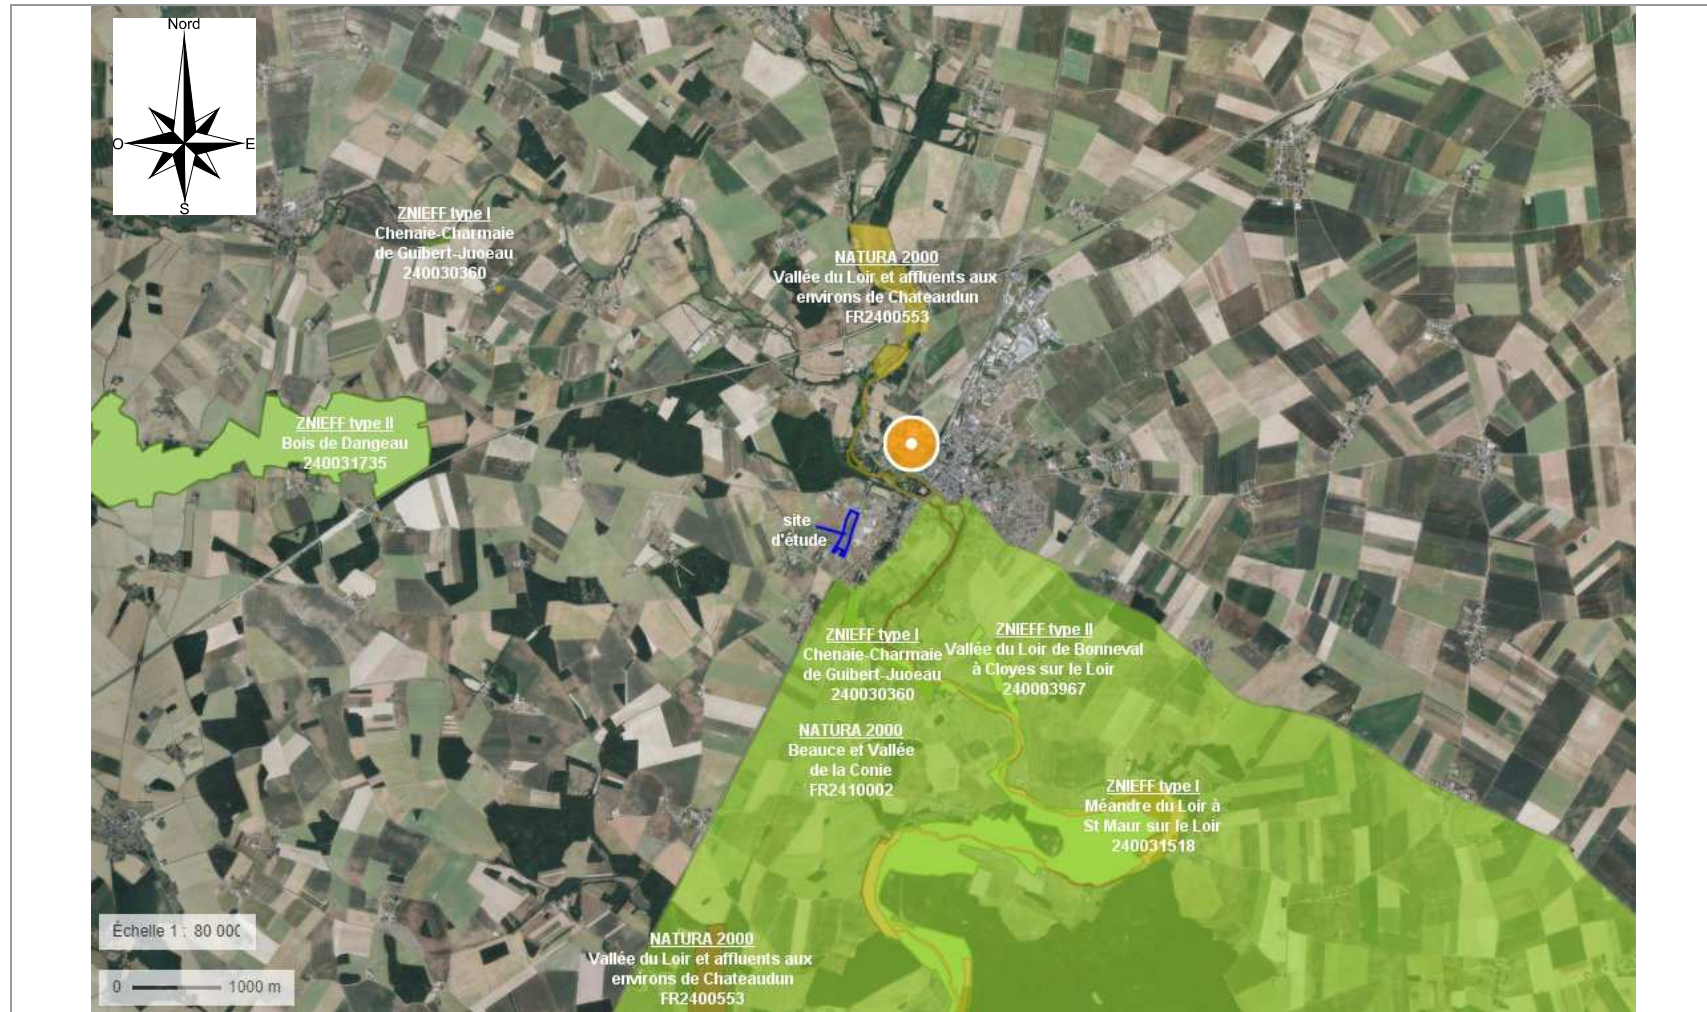 Nord
O
E
S
ZNIEFF type I
Chenaie-Charmaie
de Guibert-Juoeau
240030360
NATURA 2000
Vallée du Loir et affluents aux
environs de Chateaudun
FR2400553
ZNIEFF type II
Bois de Dangeau
240031735
site
d'étude
ZNIEFF type I
Chenaie-Charmaie
de Guibert-Juoeau
240030360
ZNIEFF type II
Vallée du Loir de Bonneval
à Cloyes sur le Loir
240003967
NATURA 2000
Beauce et Vallée
de la Conie
FR2410002
ZNIEFF type I
Méandre du Loir à
St Maur sur le Loir
240031518
Échelle 1 : 80 000
NATURA 2000
Vallée du Loir et affluents aux
environs de Chateaudun
FR2400553
0 1000 m